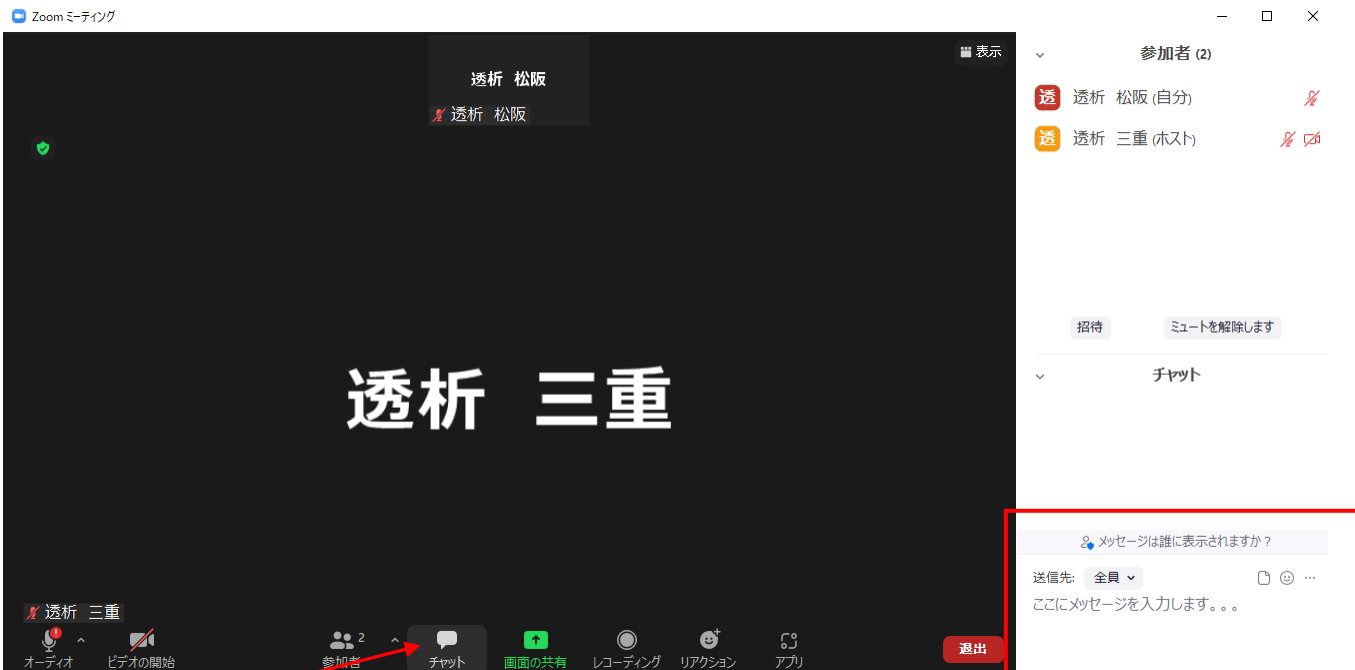 Zoom ミーティング
透析 松阪
透析 松阪
表示
透析 三重
透析 三重
オーディオ
ビデオの開始
参加者 2
チャット
画面の共有
レコーディング
リアクション
アプリ
退出
参加者 (2)
透 透析 松阪 (自分)
透 透析 三重 (ホスト)
招待
ミュートを解除します
チャット
メッセージは誰に表示されますか？
送信先: 全員
ここにメッセージを入力します。。。